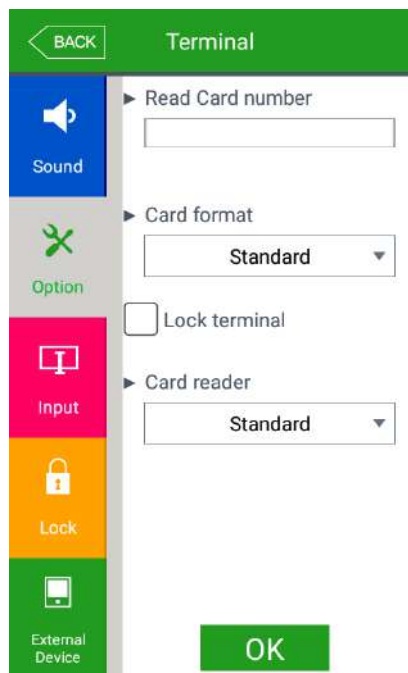 BACK
Terminal
Sound
Option
Input
Lock
External
Device
► Read Card number
► Card format
Standard ▼
Lock terminal
► Card reader
Standard ▼
OK